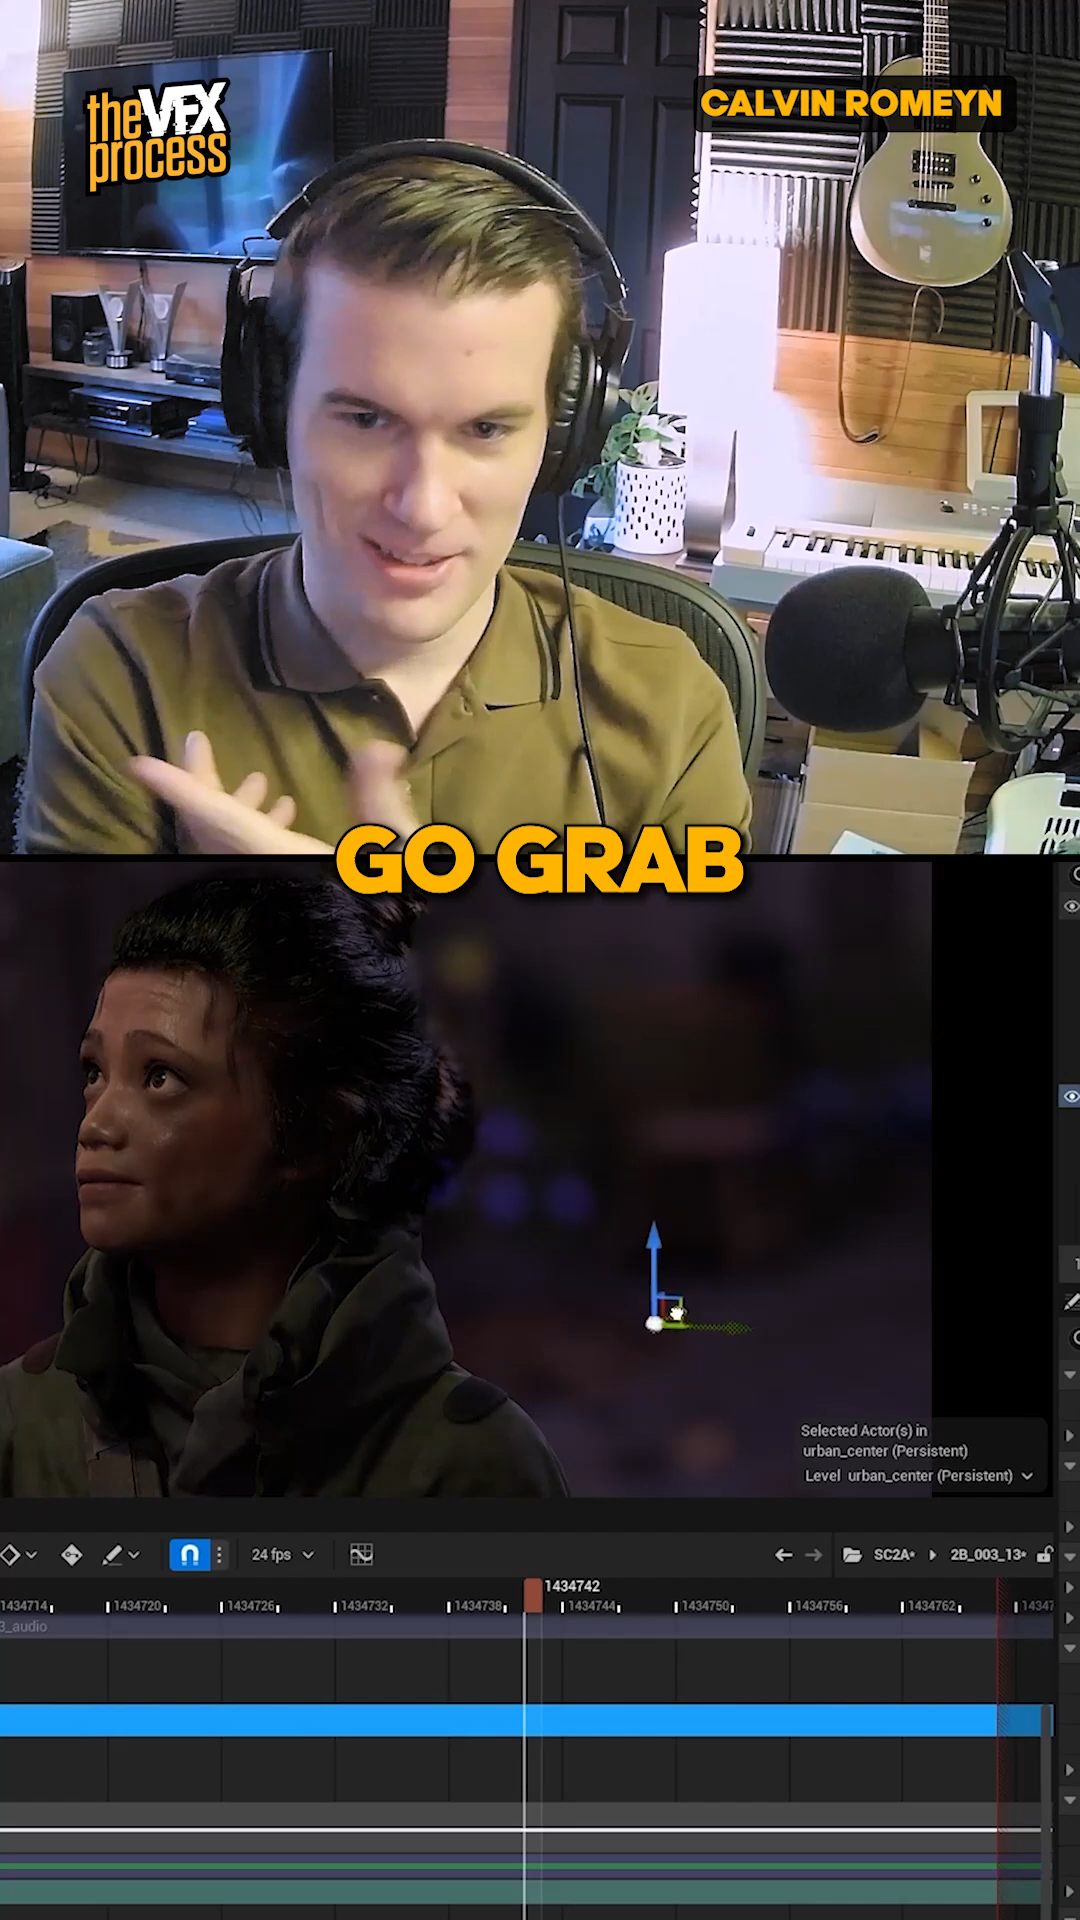 the VFX
process
CALVIN ROMEYN
GO GRAB
Selected Actor(s) in
urban_center (Persistent)
Level urban_center (Persistent)
24 fps
SC2A*
2B_003_13*
1434742
1434714
1434720
1434726
1434732
1434738
1434744
1434750
1434756
1434762
14347
3_audio